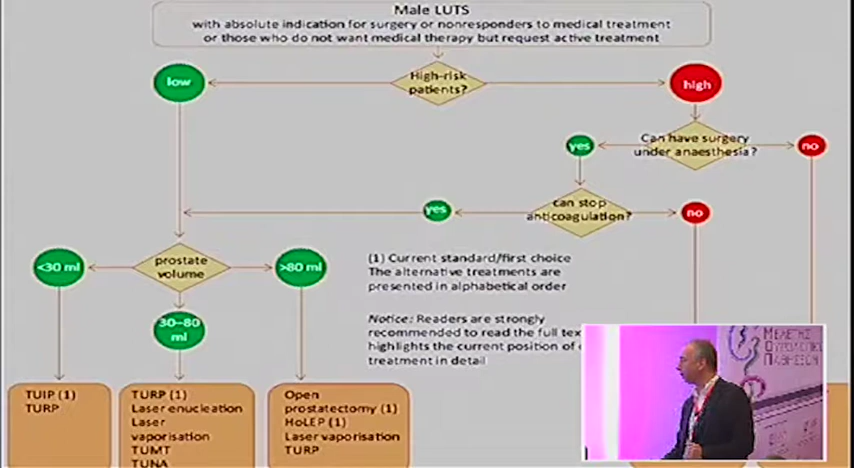 Male LUTS
with absolute indication for surgery or nonresponders to medical treatment
or those who do not want medical therapy but request active treatment
low
High-risk
patients?
high
Can have surgery
under anaesthesia?
yes
no
can stop
anticoagulation?
yes
no
prostate
volume
<30 ml
>80 ml
30–80
ml
(1) Current standard/first choice
The alternative treatments are
presented in alphabetical order
Notice: Readers are strongly
recommended to read the full
highlights the current position of
treatment in detail
TUIP (1)
TURP
TURP (1)
Laser enucleation
Laser
vaporisation
TUMT
TUNA
Open
prostatectomy (1)
HoLEP (1)
Laser vaporisation
TURP
ΜΕΛΕΤΗΣ